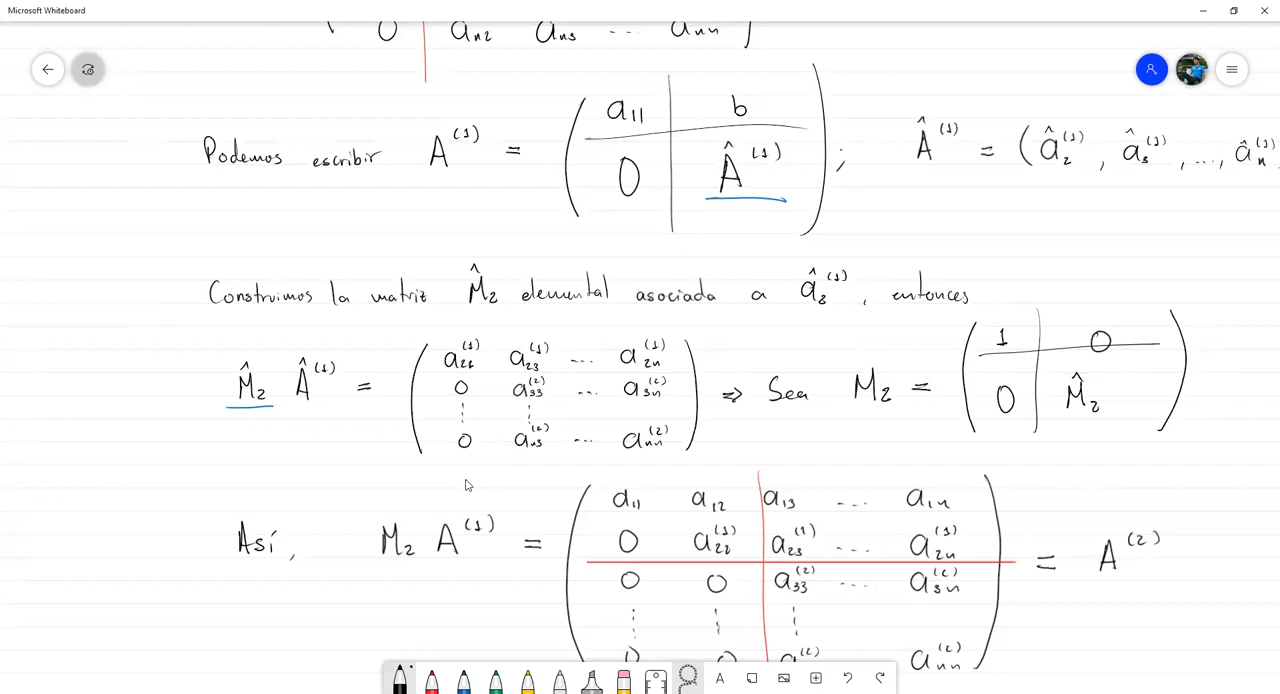 Microsoft Whiteboard
0 a_{n2} a_{n3} ... a_{nn}
Podemos escribir A^{(1)} = ( a_{11} | b ; 0 | Â^{(1)} ) ; Â^{(1)} = ( â_2^{(1)}, â_3^{(1)}, ..., â_n^{(1)}
Construimos la matriz M̂_2 elemental asociada a â_2^{(1)}, entonces
M̂_2 Â^{(1)} = ( a_{22}^{(1)} a_{23}^{(1)} ... a_{2n}^{(1)} ; 0 a_{33}^{(2)} ... a_{3n}^{(2)} ; ⋮ ⋮ ; 0 a_{n3}^{(2)} ... a_{nn}^{(2)} ) ⇒ Sea M_2 = ( 1 | 0 ; 0 | M̂_2 )
Así, M_2 A^{(1)} = ( a_{11} a_{12} a_{13} ... a_{1n} ; 0 a_{22}^{(1)} a_{23}^{(1)} ... a_{2n}^{(1)} ; 0 0 a_{33}^{(2)} ... a_{3n}^{(2)} ; ⋮ ⋮ ⋮ ; 0 0 a^{(2)} a_{nn}^{(2)} ) = A^{(2)}